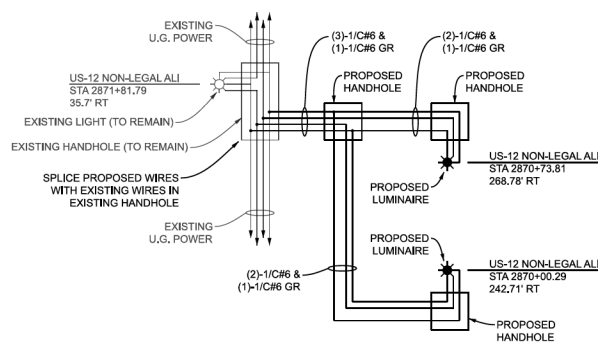 EXISTING
U.G. POWER
(3)-1/C#6 &
(1)-1/C#6 GR
(2)-1/C#6 &
(1)-1/C#6 GR
US-12 NON-LEGAL ALI
STA 2871+81.79
35.7' RT
EXISTING LIGHT (TO REMAIN)
EXISTING HANDHOLE (TO REMAIN)
SPLICE PROPOSED WIRES
WITH EXISTING WIRES IN
EXISTING HANDHOLE
PROPOSED
HANDHOLE
PROPOSED
HANDHOLE
US-12 NON-LEGAL ALI
STA 2870+73.81
268.78' RT
PROPOSED
LUMINAIRE
EXISTING
U.G. POWER
PROPOSED
LUMINAIRE
(2)-1/C#6 &
(1)-1/C#6 GR
US-12 NON-LEGAL ALI
STA 2870+00.29
242.71' RT
PROPOSED
HANDHOLE